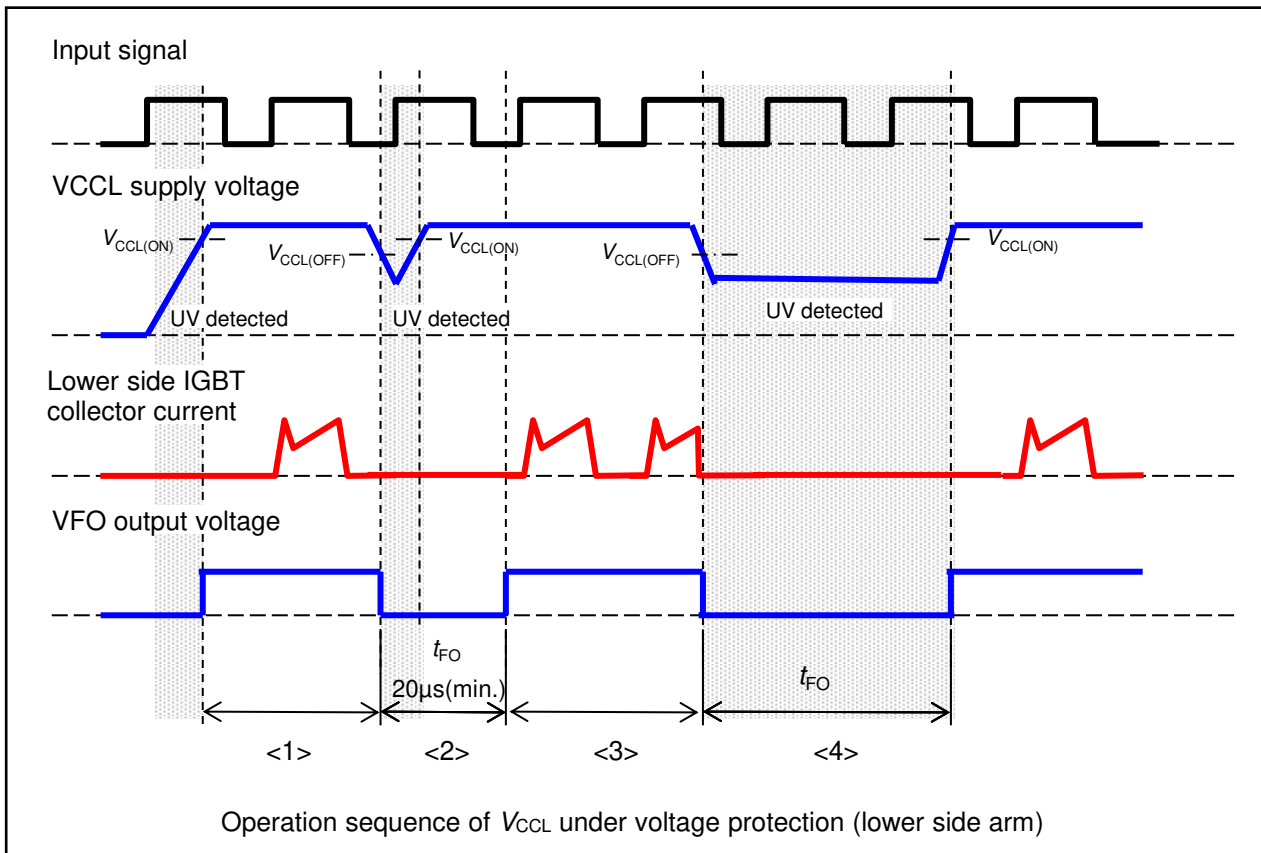 Input signal
VCCL supply voltage
VCCL(ON)
VCCL(OFF)
VCCL(ON)
VCCL(OFF)
VCCL(ON)
UV detected
UV detected
UV detected
Lower side IGBT
collector current
VFO output voltage
tFO
20µs(min.)
tFO
<1>
<2>
<3>
<4>
Operation sequence of VCCL under voltage protection (lower side arm)